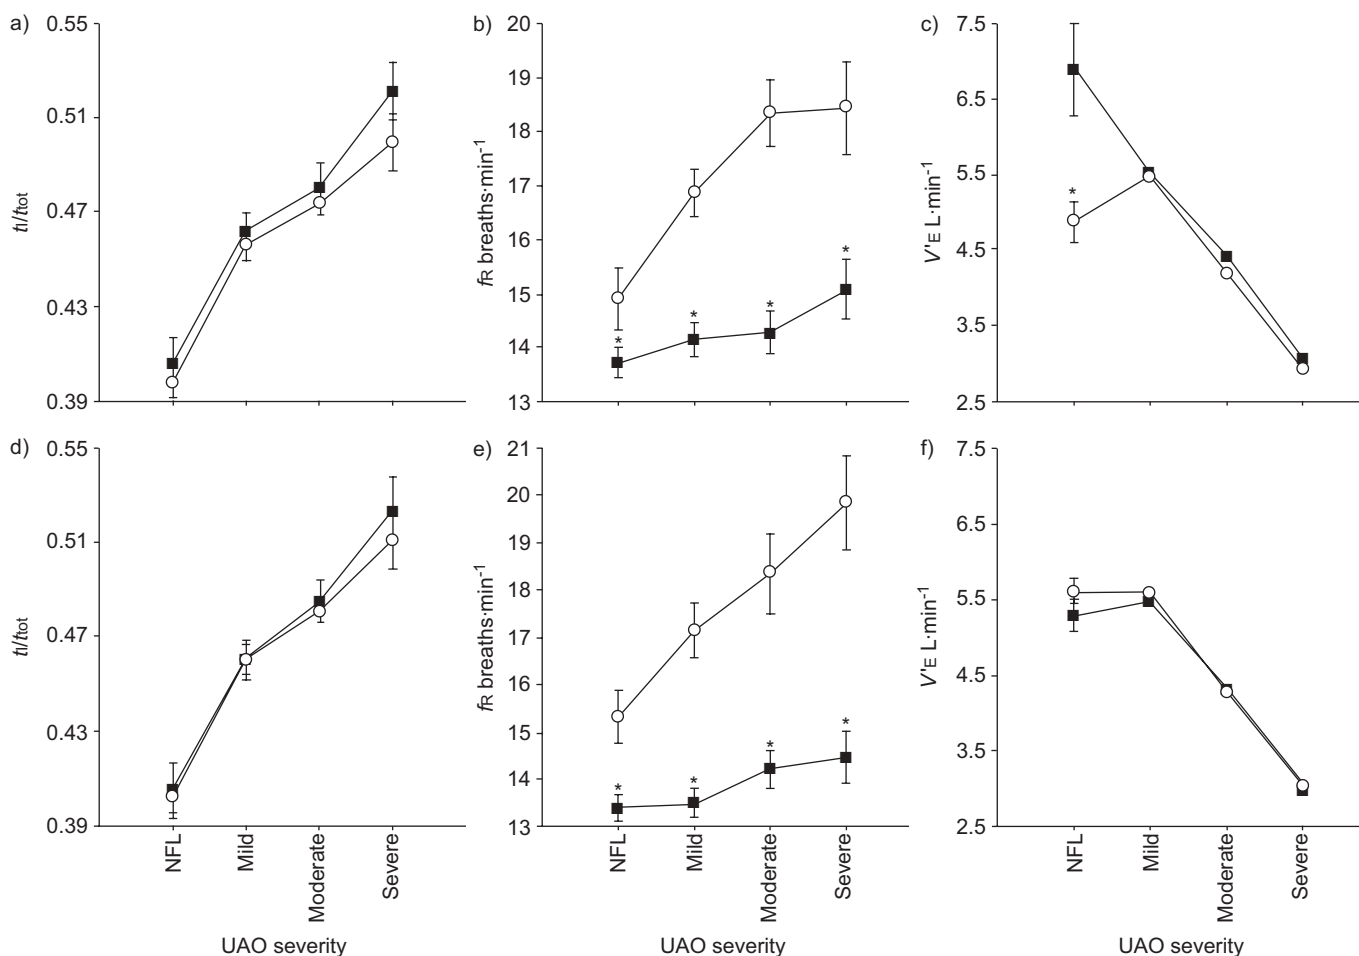 a) 0.55 0.51 0.47 0.43 0.39 tI/ttot
b) 20 19 18 17 16 15 14 13 fR breaths·min-1 * * * *
c) 7.5 6.5 5.5 4.5 3.5 2.5 V'E L·min-1 *
d) 0.55 0.51 0.47 0.43 0.39 tI/ttot
NFL Mild Moderate Severe
UAO severity
e) 21 20 19 18 17 16 15 14 13 fR breaths·min-1 * * * *
NFL Mild Moderate Severe
UAO severity
f) 7.5 6.5 5.5 4.5 3.5 2.5 V'E L·min-1
NFL Mild Moderate Severe
UAO severity